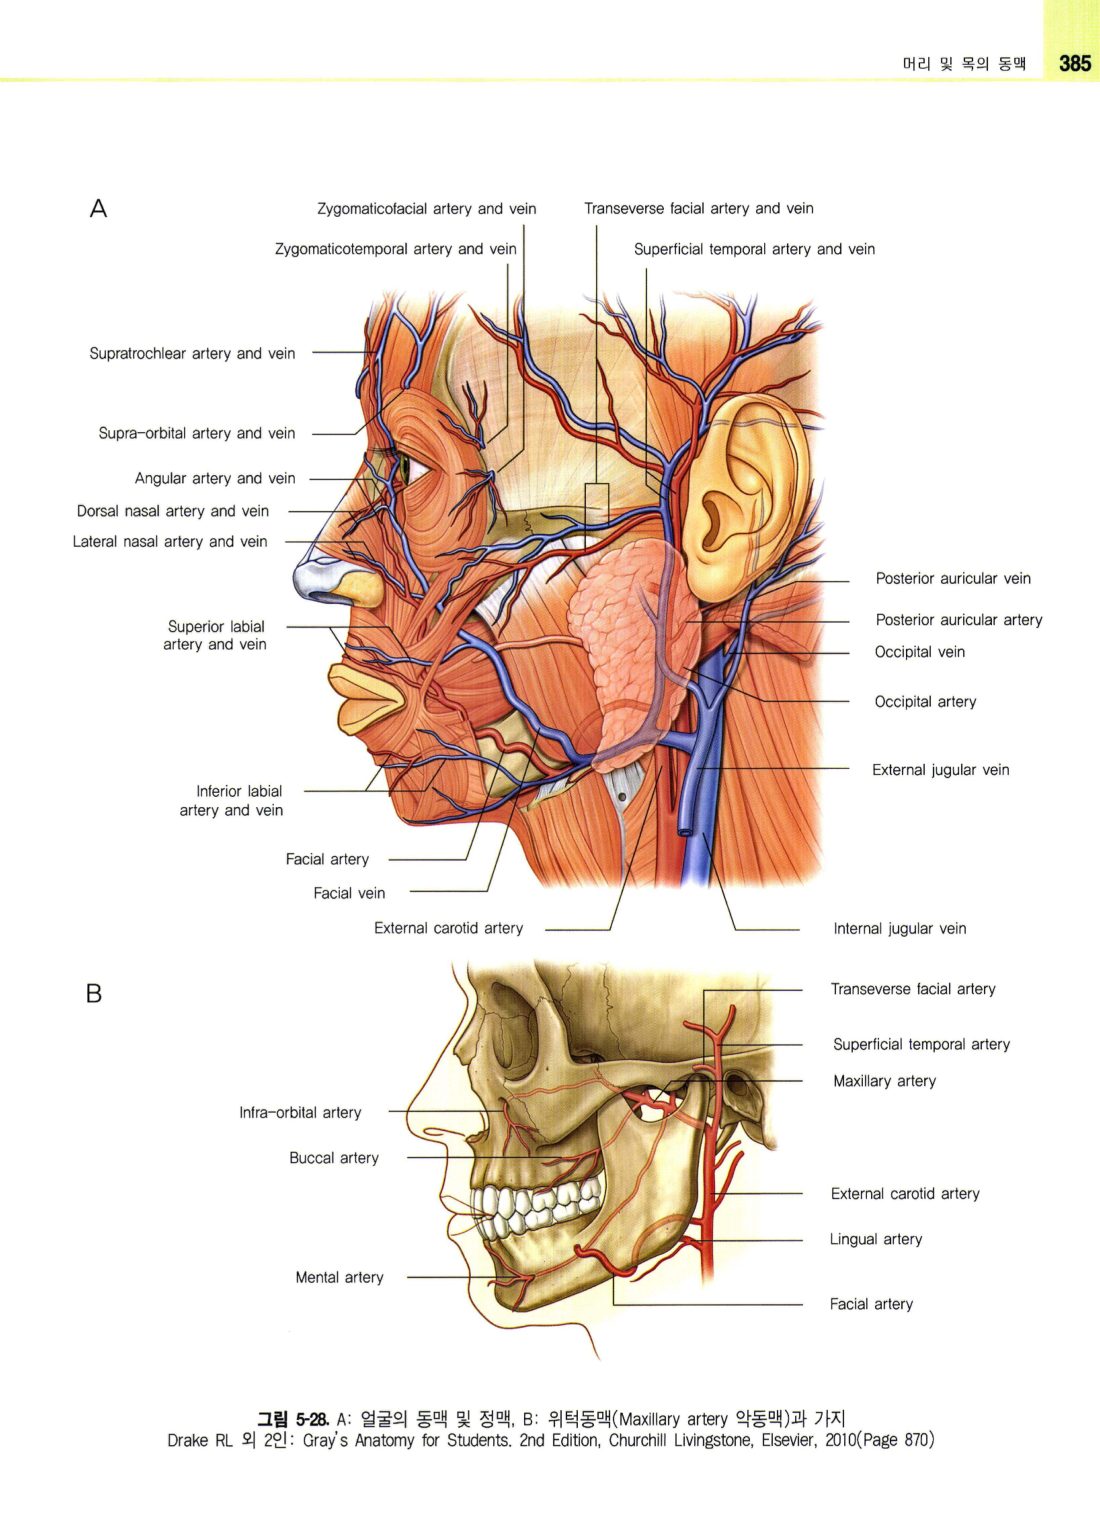 머리 및 목의 동맥 385
A
Zygomaticofacial artery and vein
Transeverse facial artery and vein
Zygomaticotemporal artery and vein
Superficial temporal artery and vein
Supratrochlear artery and vein
Supra-orbital artery and vein
Angular artery and vein
Dorsal nasal artery and vein
Lateral nasal artery and vein
Superior labial
artery and vein
Inferior labial
artery and vein
Facial artery
Facial vein
External carotid artery
Posterior auricular vein
Posterior auricular artery
Occipital vein
Occipital artery
External jugular vein
Internal jugular vein
B
Infra-orbital artery
Buccal artery
Mental artery
Transeverse facial artery
Superficial temporal artery
Maxillary artery
External carotid artery
Lingual artery
Facial artery
그림 5-28. A: 얼굴의 동맥 및 정맥, B: 위턱동맥(Maxillary artery 악동맥)과 가지
Drake RL 외 2인: Gray's Anatomy for Students. 2nd Edition, Churchill Livingstone, Elsevier, 2010(Page 870)